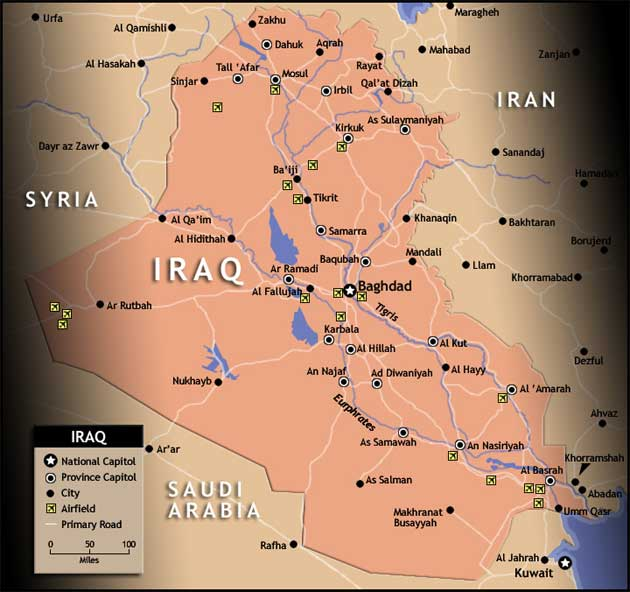 Urfa
Al Qamishli
Zakhu
Maragheh
Dahuk
Aqrah
Mahabad
Zanjan
Al Hasakah
Tall 'Afar
Mosul
Rayat
Sinjar
Irbil
Qal'at Dizah
IRAN
As Sulaymaniyah
Kirkuk
Dayr az Zawr
Sanandaj
Ba'iji
Hamadan
SYRIA
Tikrit
Al Qa'im
Khanaqin
Bakhtaran
Al Hidithah
Samarra
Borujerd
IRAQ
Baqubah
Mandali
Llam
Ar Ramadi
Khorramabad
Al Fallujah
Baghdad
Ar Rutbah
Tigris
Karbala
Al Kut
Al Hillah
Dezful
An Najaf
Ad Diwaniyah
Al Hayy
Nukhayb
Al 'Amarah
Eurphrates
Ahvaz
As Samawah
An Nasiriyah
Ar'ar
Khorramshah
Al Basrah
As Salman
Abadan
SAUDI
ARABIA
Makhranat
Busayyah
Umm Qasr
Rafha
Al Jahrah
Kuwait
IRAQ
National Capitol
Province Capitol
City
Airfield
Primary Road
0 50 100
Miles